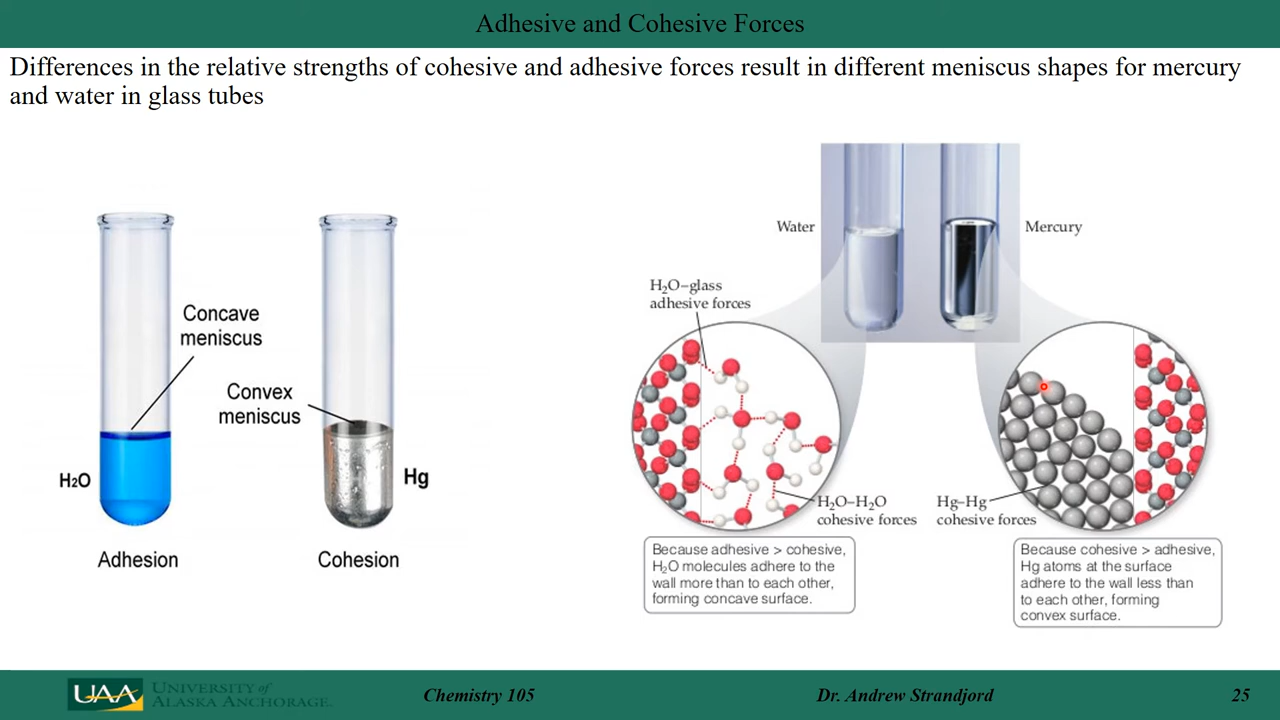 Adhesive and Cohesive Forces
Differences in the relative strengths of cohesive and adhesive forces result in different meniscus shapes for mercury
and water in glass tubes
Concave
meniscus
Convex
meniscus
H2O
Hg
Adhesion
Cohesion
Water
Mercury
H₂O–glass
adhesive forces
H₂O–H₂O
cohesive forces
Hg–Hg
cohesive forces
Because adhesive > cohesive,
H₂O molecules adhere to the
wall more than to each other,
forming concave surface.
Because cohesive > adhesive,
Hg atoms at the surface
adhere to the wall less than
to each other, forming
convex surface.
UAA
UNIVERSITY of
ALASKA ANCHORAGE.
Chemistry 105
Dr. Andrew Strandjord
25